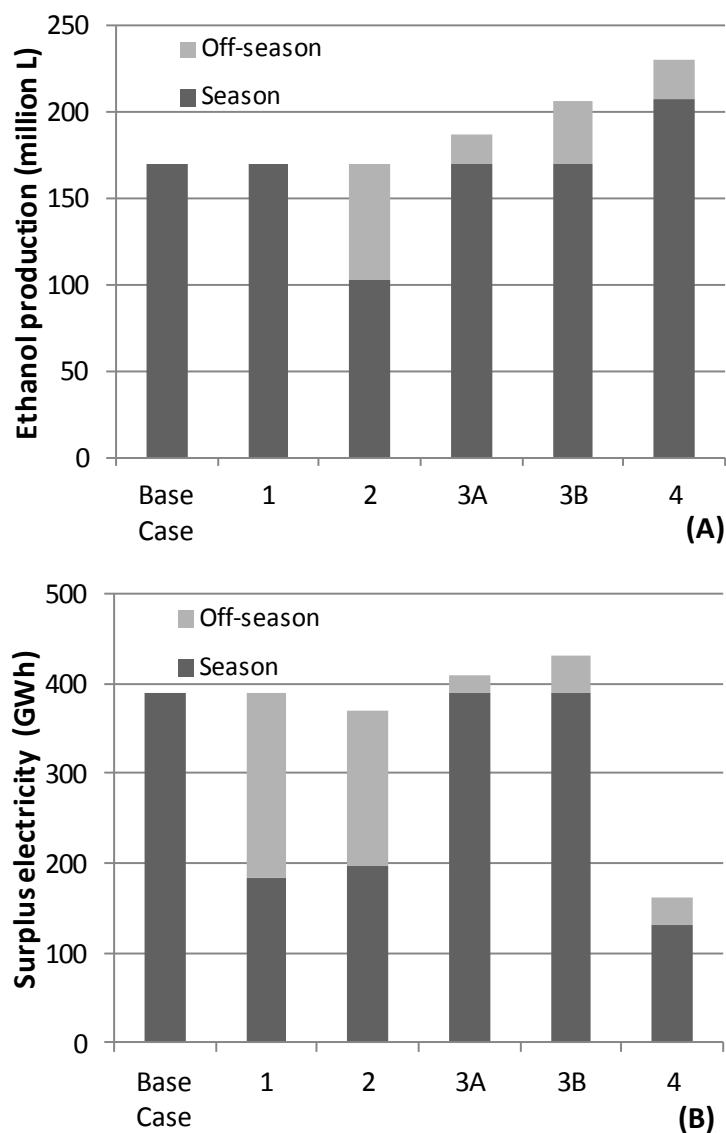 Ethanol production (million L)
250
200
150
100
50
0
Off-season
Season
Base Case
1
2
3A
3B
4
(A)
Surplus electricity (GWh)
500
400
300
200
100
0
Off-season
Season
Base Case
1
2
3A
3B
4
(B)